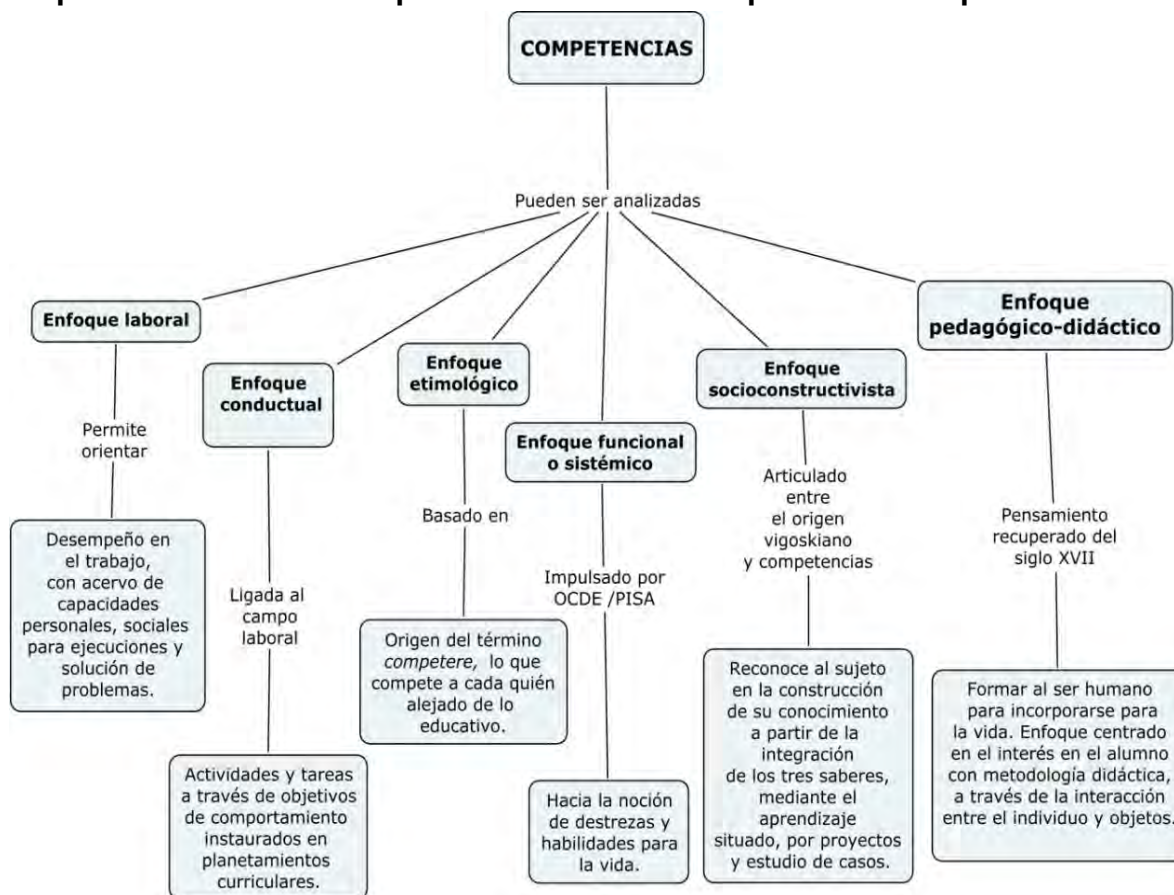 COMPETENCIAS
Pueden ser analizadas
Enfoque laboral
Permite
orientar
Desempeño en
el trabajo,
con acervo de
capacidades
personales, sociales
para ejecuciones y
solución de
problemas.
Enfoque
conductual
Ligada al
campo
laboral
Actividades y tareas
a través de objetivos
de comportamiento
instaurados en
planetamientos
curriculares.
Enfoque
etimológico
Basado en
Origen del término
competere, lo que
compete a cada quién
alejado de lo
educativo.
Enfoque funcional
o sistémico
Impulsado por
OCDE /PISA
Hacia la noción
de destrezas y
habilidades para
la vida.
Enfoque
socioconstructivista
Articulado
entre
el origen
vigoskiano
y competencias
Reconoce al sujeto
en la construcción
de su conocimiento
a partir de la
integración
de los tres saberes,
mediante el
aprendizaje
situado, por proyectos
y estudio de casos.
Enfoque
pedagógico-didáctico
Pensamiento
recuperado del
siglo XVII
Formar al ser humano
para incorporarse para
la vida. Enfoque centrado
en el interés en el alumno
con metodología didáctica,
a través de la interacción
entre el individuo y objetos.